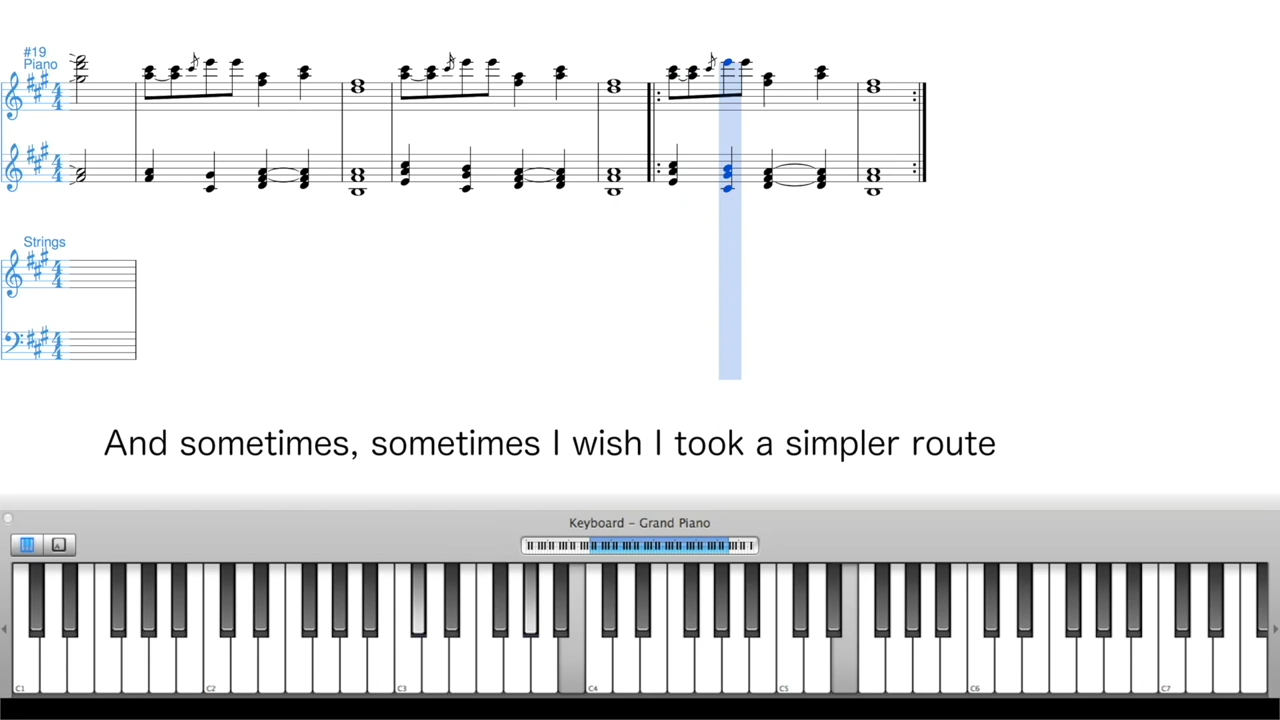 #19
Piano
Strings
And sometimes, sometimes I wish I took a simpler route
Keyboard – Grand Piano
C1 C2 C3 C4 C5 C6 C7